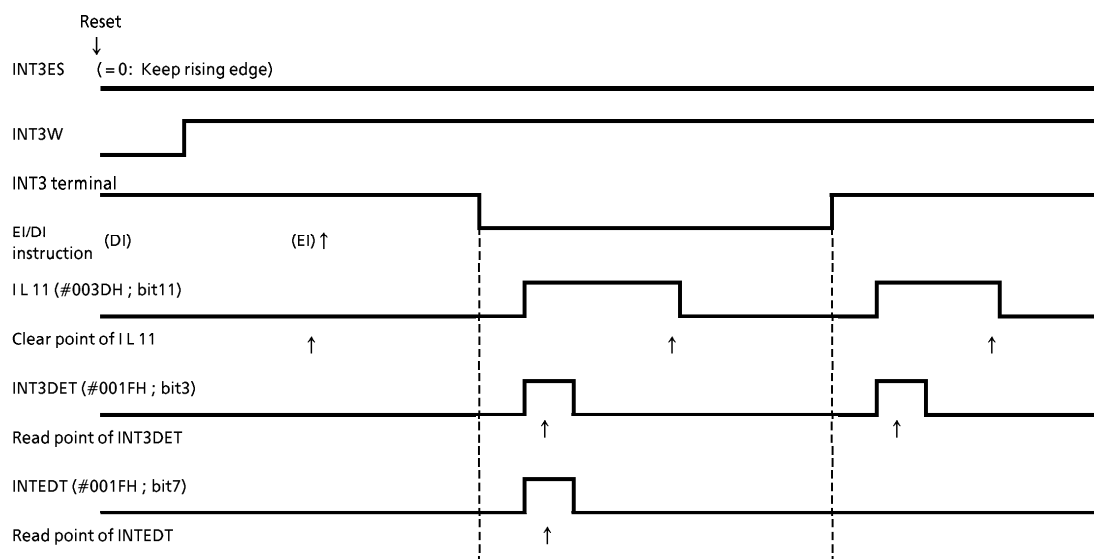 Reset
↓
INT3ES (=0: Keep rising edge)
INT3W
INT3 terminal
EI/DI
instruction (DI) (EI) ↑
I L 11 (#003DH ; bit11)
Clear point of I L 11 ↑ ↑ ↑
INT3DET (#001FH ; bit3)
Read point of INT3DET ↑ ↑
INTEDT (#001FH ; bit7)
Read point of INTEDT ↑